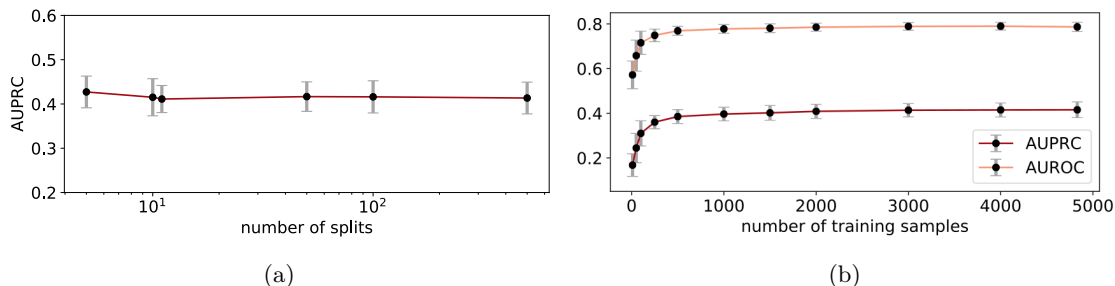 0.6
0.5
0.4
0.3
0.2
AUPRC
10¹
10²
number of splits
(a)
0.8
0.6
0.4
0.2
AUPRC
AUROC
0
1000
2000
3000
4000
5000
number of training samples
(b)